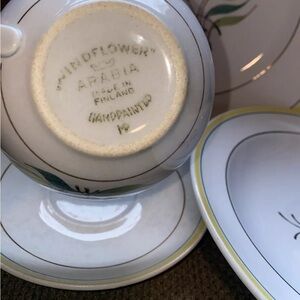 "WINDFLOWER"
ARABIA
MADE IN
FINLAND
HANDPAINTED